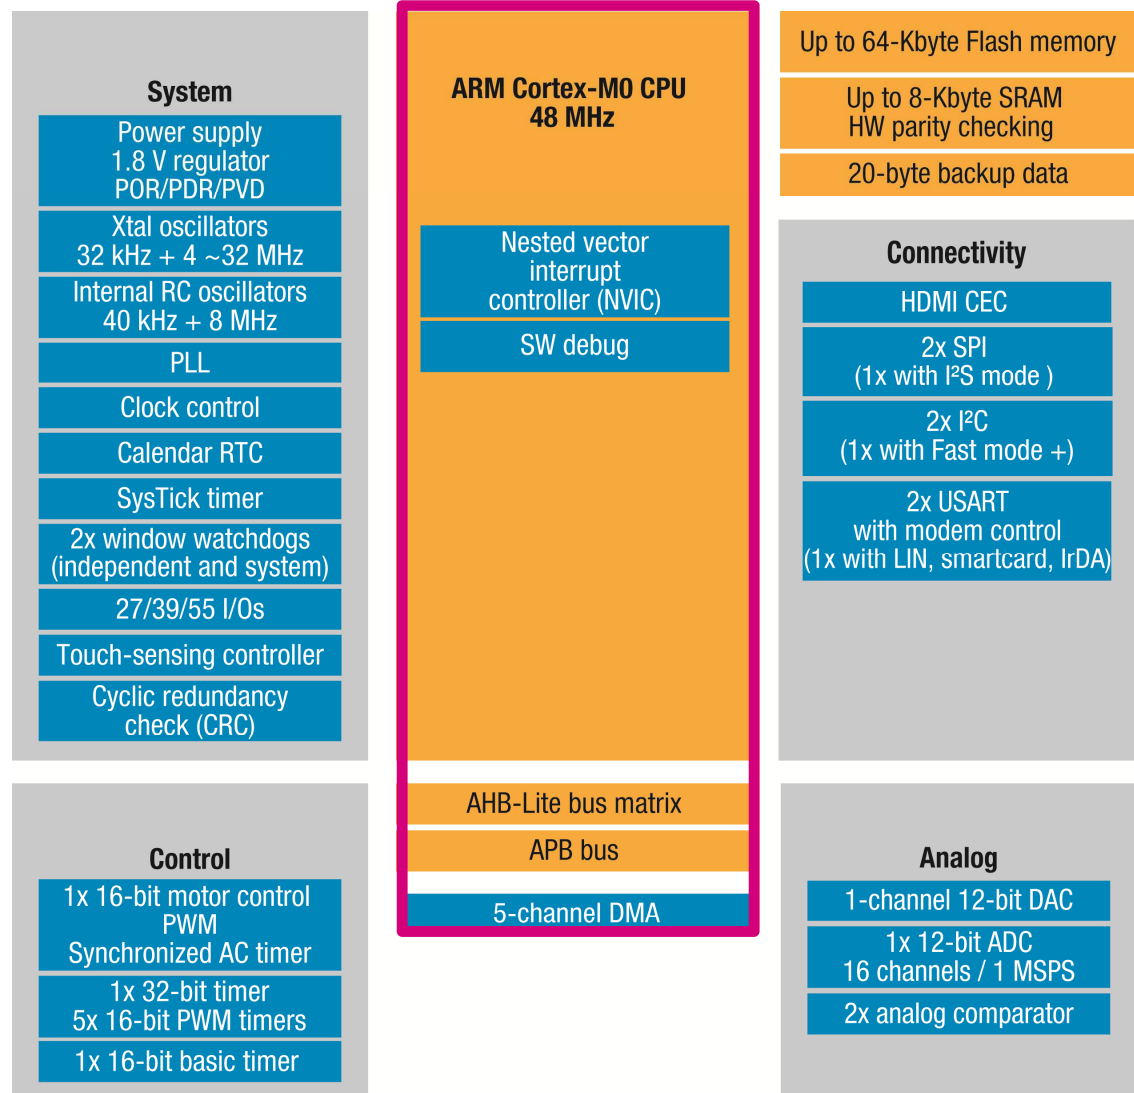 System
Power supply
1.8 V regulator
POR/PDR/PVD
Xtal oscillators
32 kHz + 4 ~32 MHz
Internal RC oscillators
40 kHz + 8 MHz
PLL
Clock control
Calendar RTC
SysTick timer
2x window watchdogs
(independent and system)
27/39/55 I/Os
Touch-sensing controller
Cyclic redundancy
check (CRC)
Control
1x 16-bit motor control
PWM
Synchronized AC timer
1x 32-bit timer
5x 16-bit PWM timers
1x 16-bit basic timer
ARM Cortex-M0 CPU
48 MHz
Nested vector
interrupt
controller (NVIC)
SW debug
AHB-Lite bus matrix
APB bus
5-channel DMA
Up to 64-Kbyte Flash memory
Up to 8-Kbyte SRAM
HW parity checking
20-byte backup data
Connectivity
HDMI CEC
2x SPI
(1x with I²S mode )
2x I²C
(1x with Fast mode +)
2x USART
with modem control
(1x with LIN, smartcard, IrDA)
Analog
1-channel 12-bit DAC
1x 12-bit ADC
16 channels / 1 MSPS
2x analog comparator